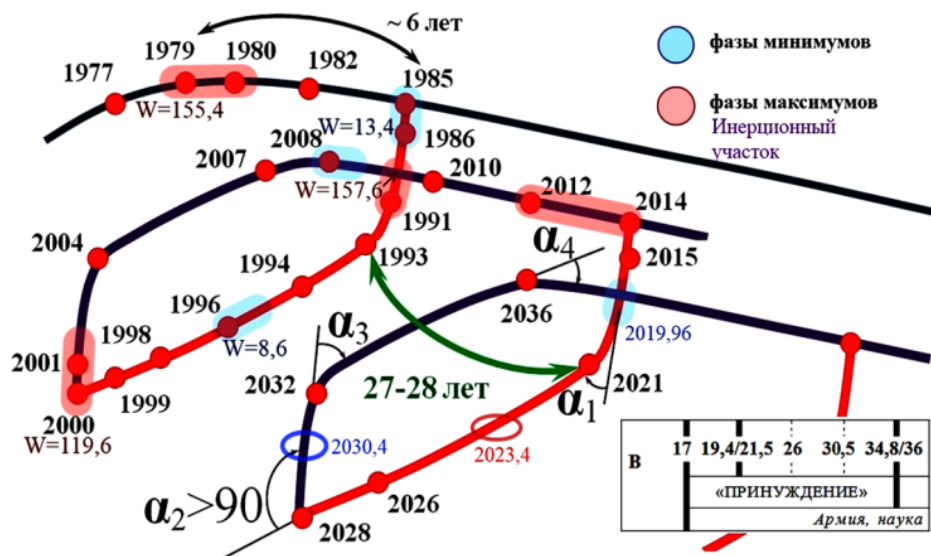 ~ 6 лет
1979
1980
1977
1982
1985
фазы минимумов
фазы максимумов
Инерционный
участок
W=155,4
W=13,4
1986
2008
2007
2010
W=157,6
2012
2014
1991
2004
1993
α4
2015
1994
1996
2036
1998
α3
2019,96
W=8,6
2001
2032
27-28 лет
2021
1999
α1
2000
W=119,6
2030,4
2023,4
α2>90
2026
2028
В
17
19,4/21,5
26
30,5
34,8/36
«ПРИНУЖДЕНИЕ»
Армия, наука